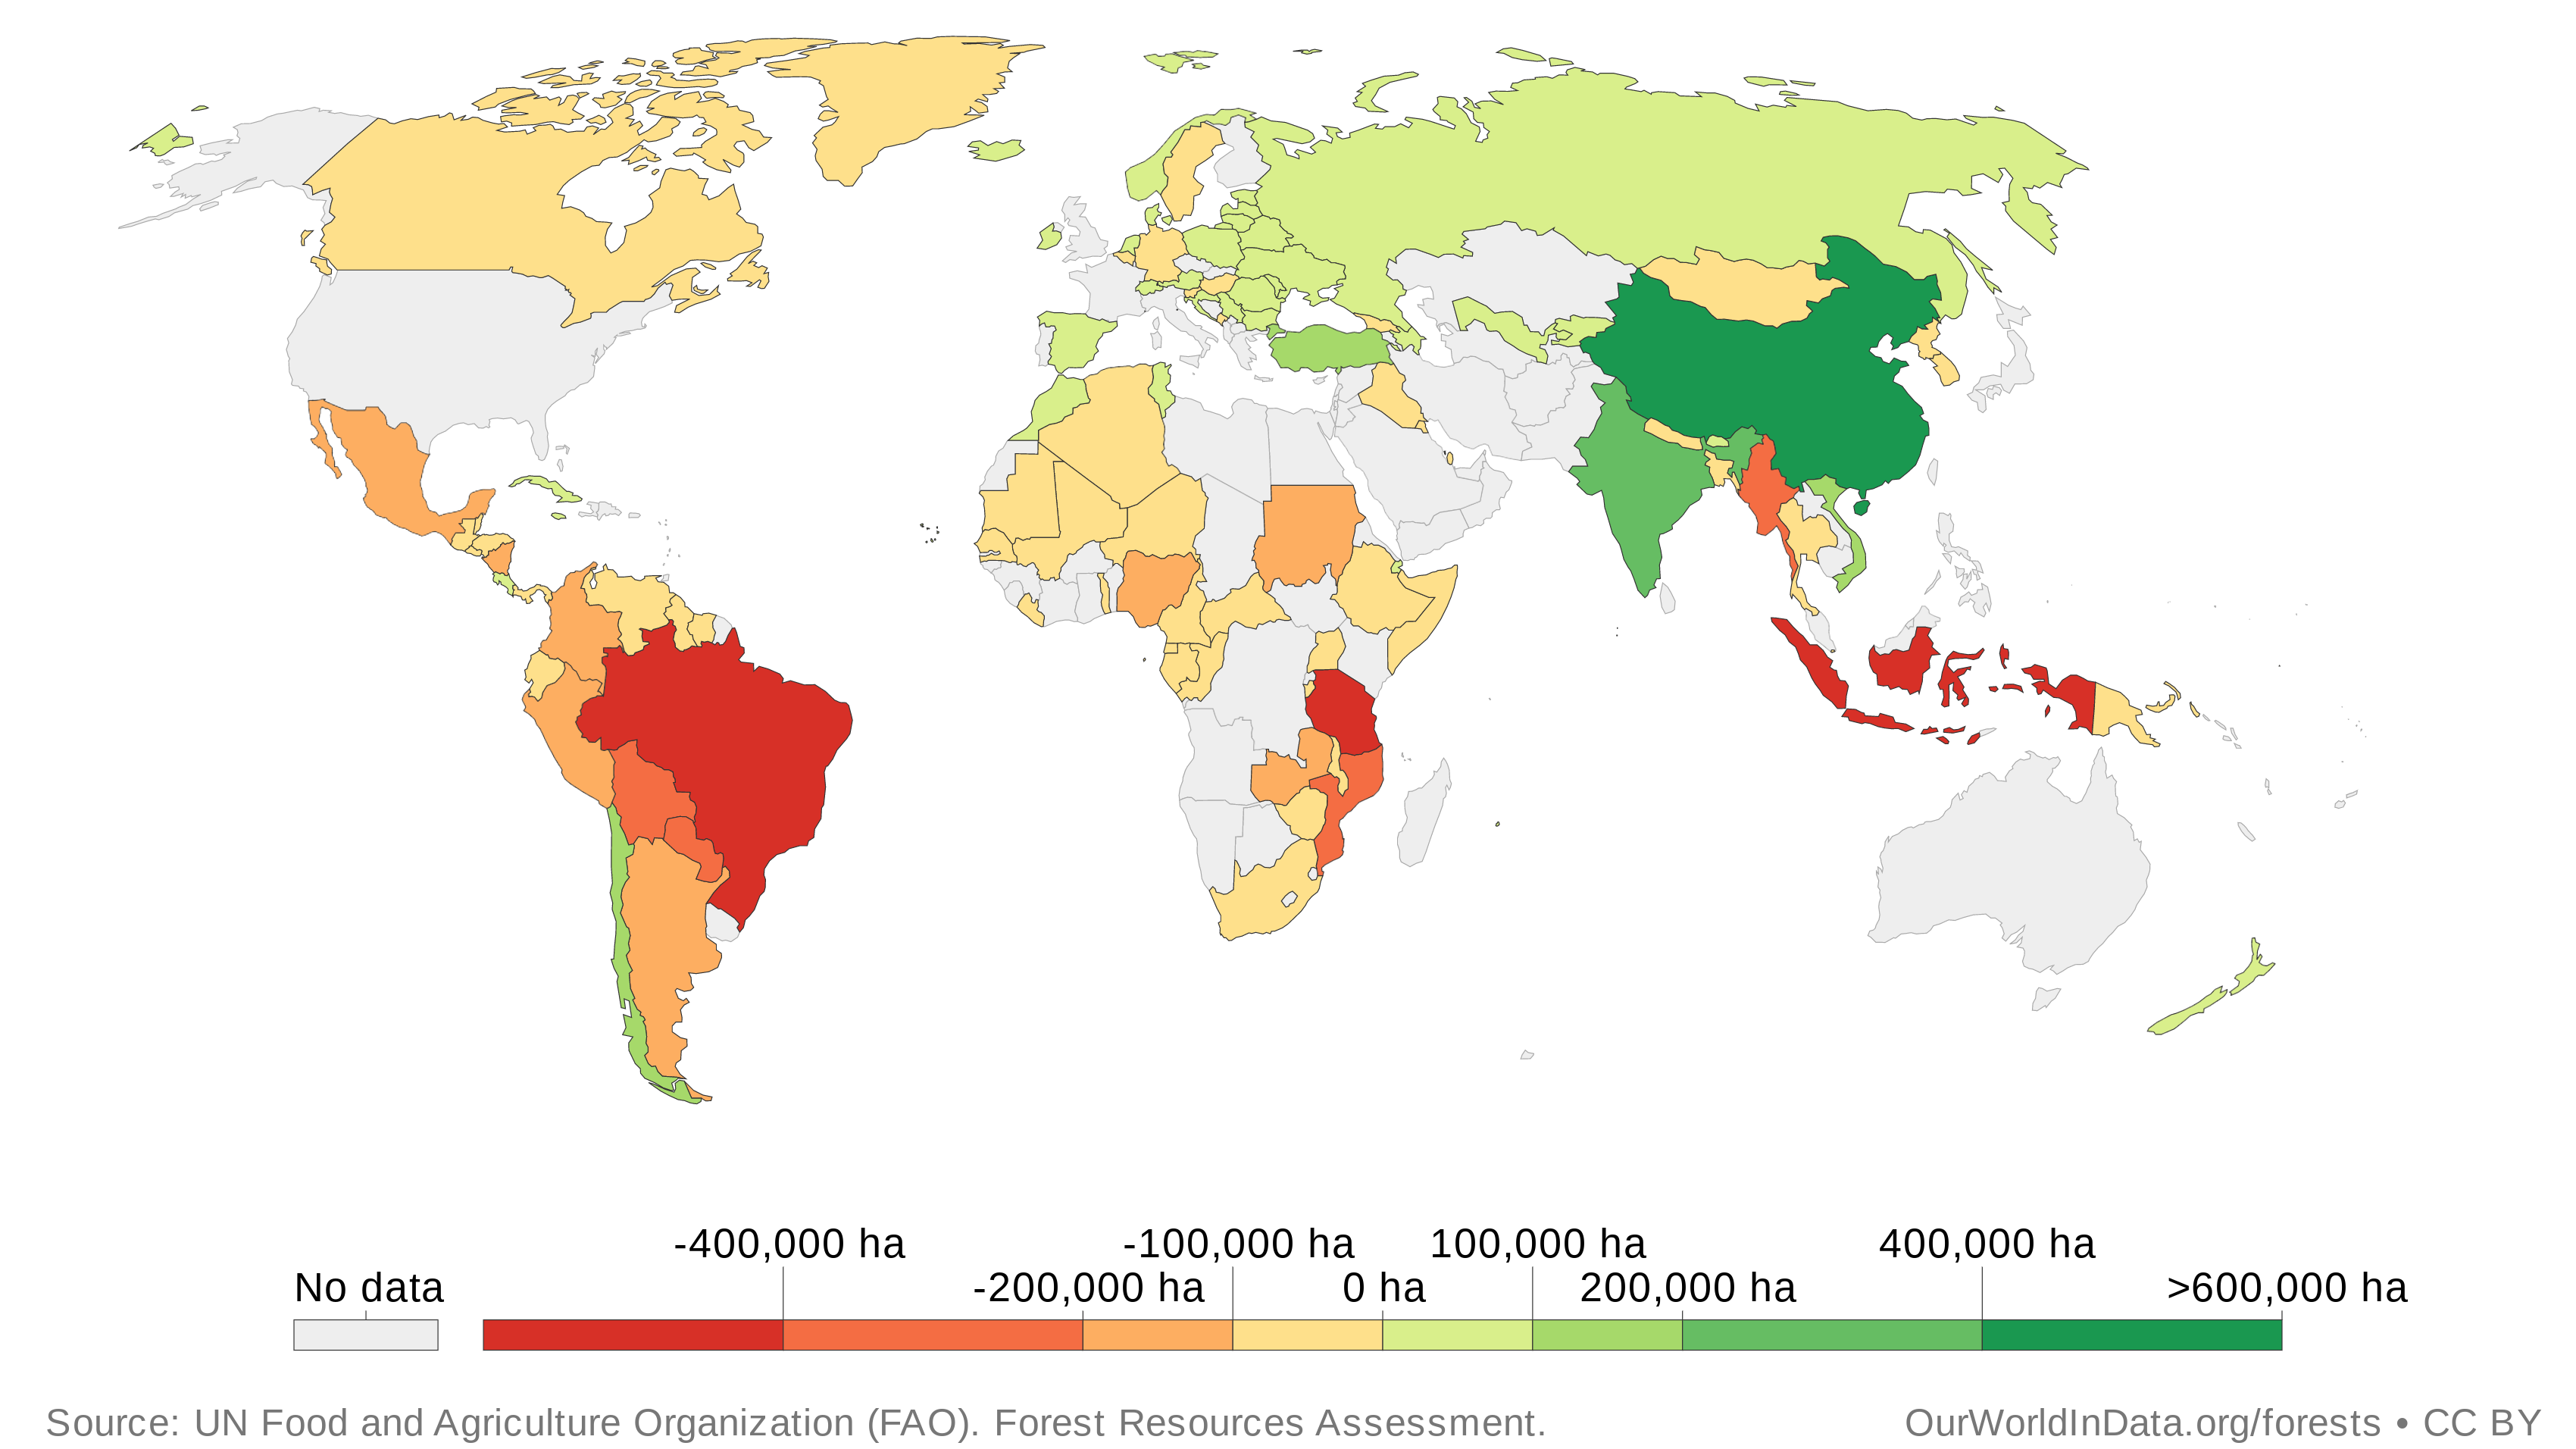 -400,000 ha -100,000 ha 100,000 ha 400,000 ha
No data -200,000 ha 0 ha 200,000 ha >600,000 ha
Source: UN Food and Agriculture Organization (FAO). Forest Resources Assessment. OurWorldInData.org/forests • CC BY